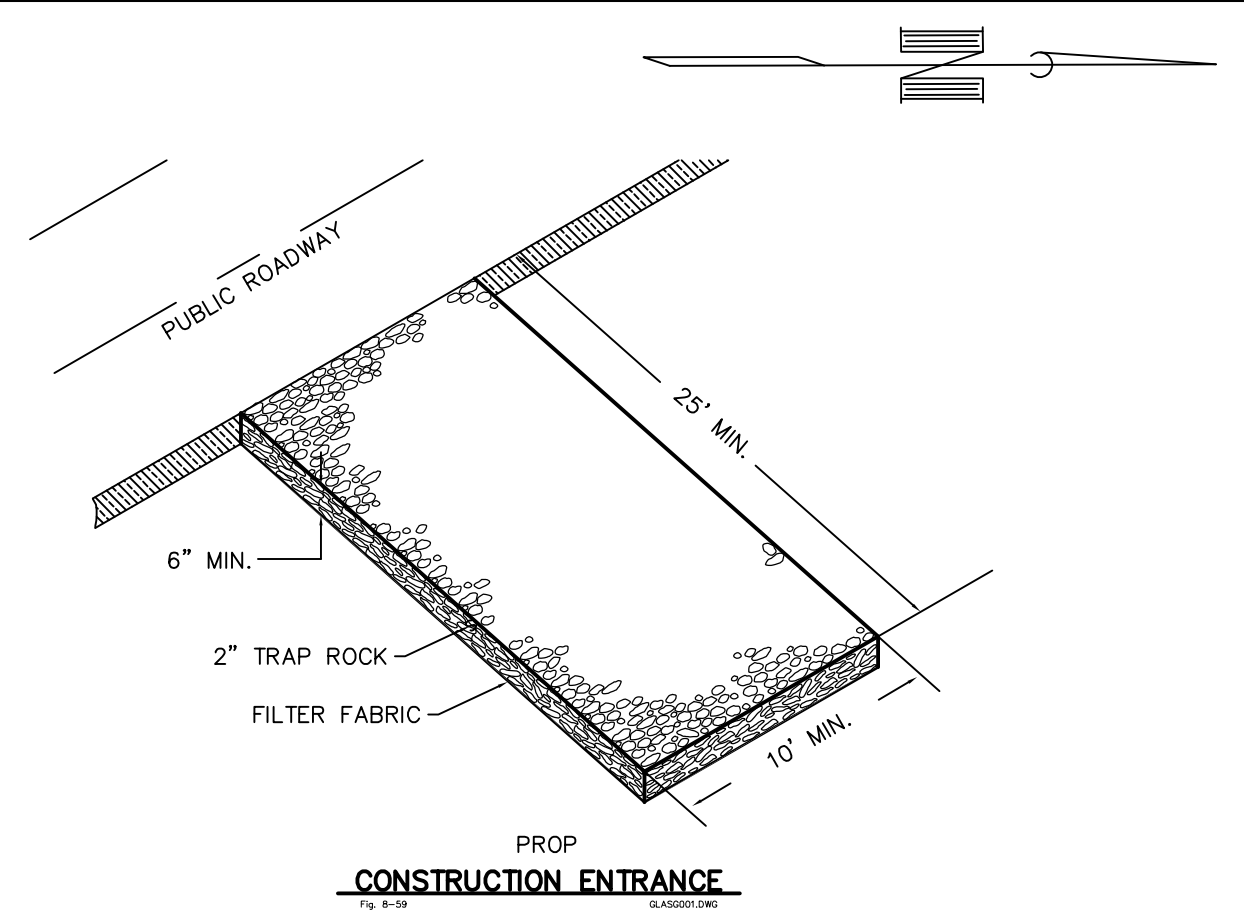 PUBLIC ROADWAY
25' MIN.
6" MIN.
2" TRAP ROCK
FILTER FABRIC
10' MIN.
PROP
CONSTRUCTION ENTRANCE
Fig. 8-59
GLASG001.DWG